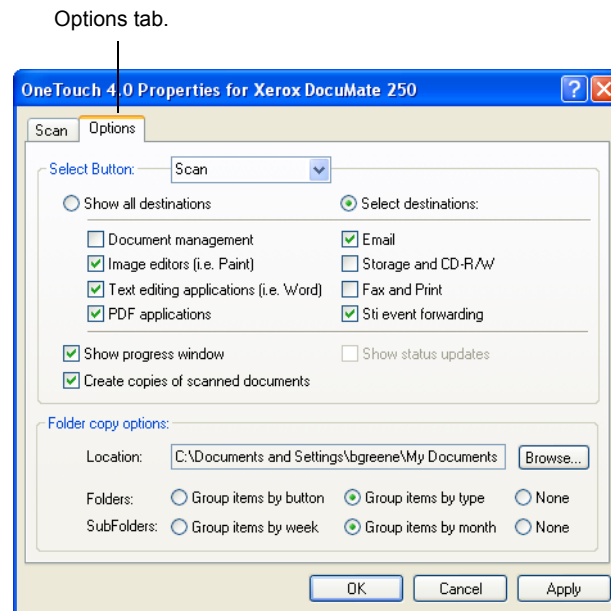 Options tab.
OneTouch 4.0 Properties for Xerox DocuMate 250
Scan Options
Select Button: Scan
Show all destinations Select destinations:
Document management Email
Image editors (i.e. Paint) Storage and CD-R/W
Text editing applications (i.e. Word) Fax and Print
PDF applications Sti event forwarding
Show progress window Show status updates
Create copies of scanned documents
Folder copy options:
Location: C:\Documents and Settings\bgreene\My Documents Browse...
Folders: Group items by button Group items by type None
SubFolders: Group items by week Group items by month None
OK Cancel Apply